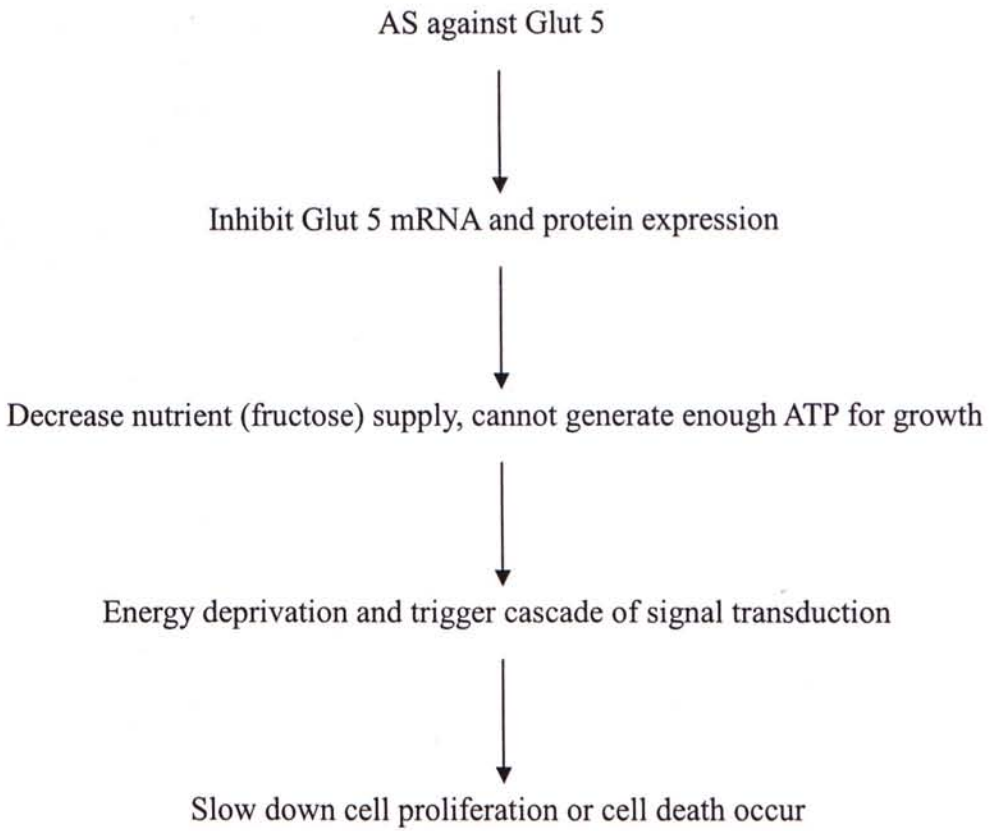 AS against Glut 5
Inhibit Glut 5 mRNA and protein expression
Decrease nutrient (fructose) supply, cannot generate enough ATP for growth
Energy deprivation and trigger cascade of signal transduction
Slow down cell proliferation or cell death occur